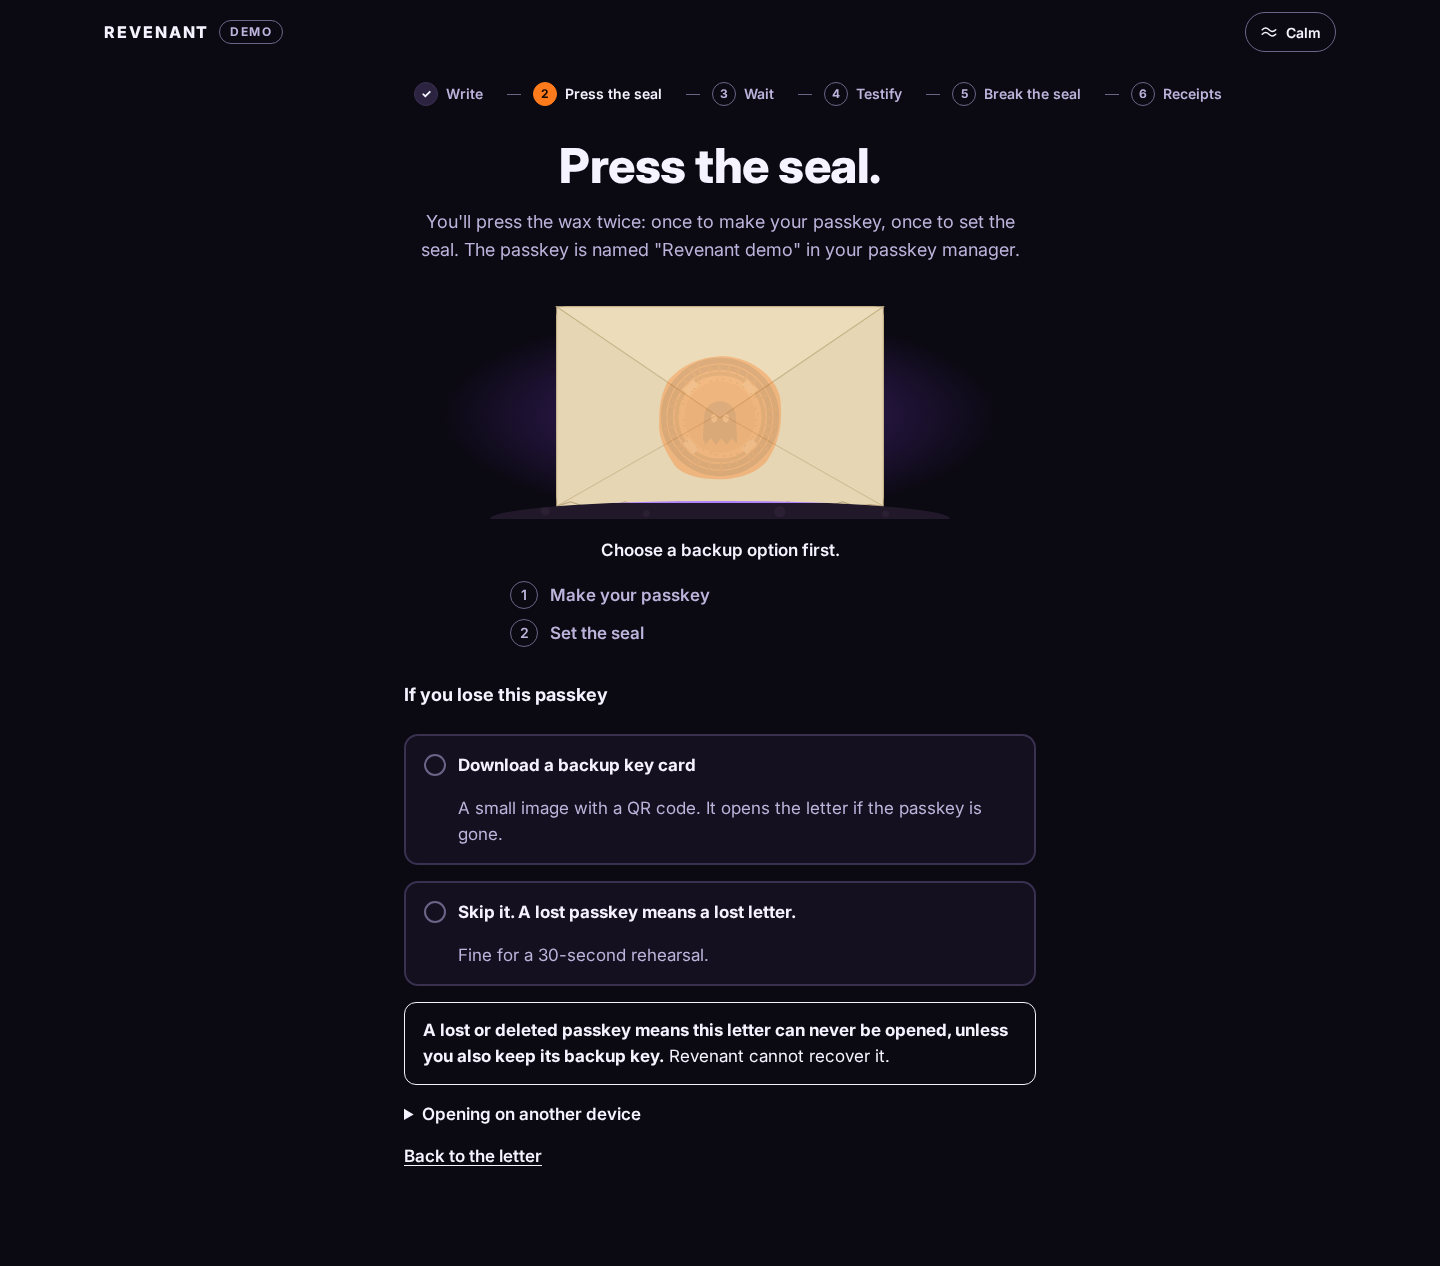 REVENANT DEMO
Calm
Write
2 Press the seal
3 Wait
4 Testify
5 Break the seal
6 Receipts
Press the seal.
You'll press the wax twice: once to make your passkey, once to set the
seal. The passkey is named "Revenant demo" in your passkey manager.
Choose a backup option first.
1 Make your passkey
2 Set the seal
If you lose this passkey
Download a backup key card
A small image with a QR code. It opens the letter if the passkey is
gone.
Skip it. A lost passkey means a lost letter.
Fine for a 30-second rehearsal.
A lost or deleted passkey means this letter can never be opened, unless
you also keep its backup key. Revenant cannot recover it.
Opening on another device
Back to the letter